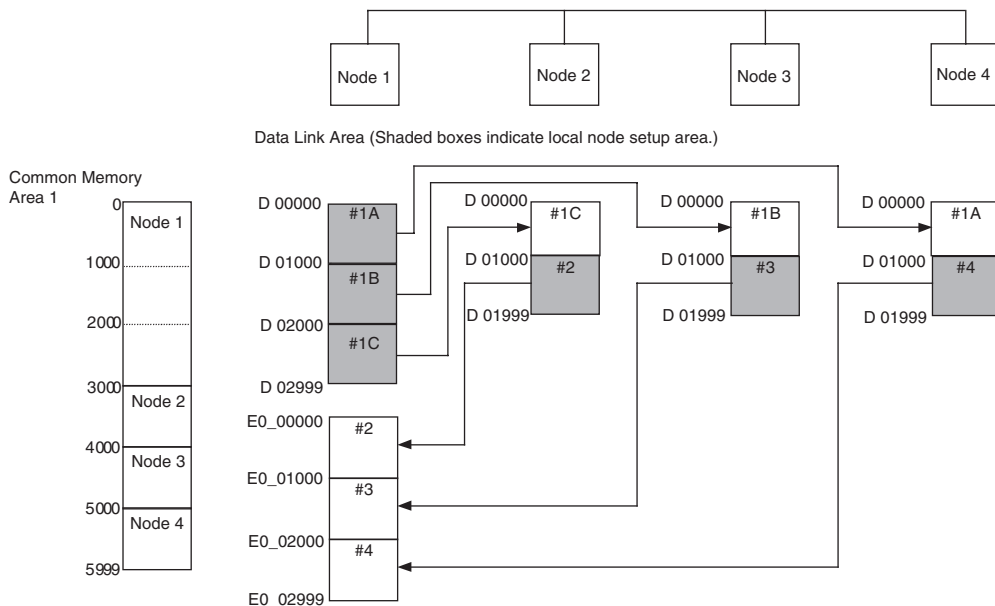 Node 1
Node 2
Node 3
Node 4
Data Link Area (Shaded boxes indicate local node setup area.)
Common Memory
Area 1
0
Node 1
1000
2000
3000
Node 2
4000
Node 3
5000
Node 4
5999
D 00000
#1A
D 01000
#1B
D 02000
#1C
D 02999
E0_00000
#2
E0_01000
#3
E0_02000
#4
E0_02999
D 00000
#1C
D 01000
#2
D 01999
D 00000
#1B
D 01000
#3
D 01999
D 00000
#1A
D 01000
#4
D 01999